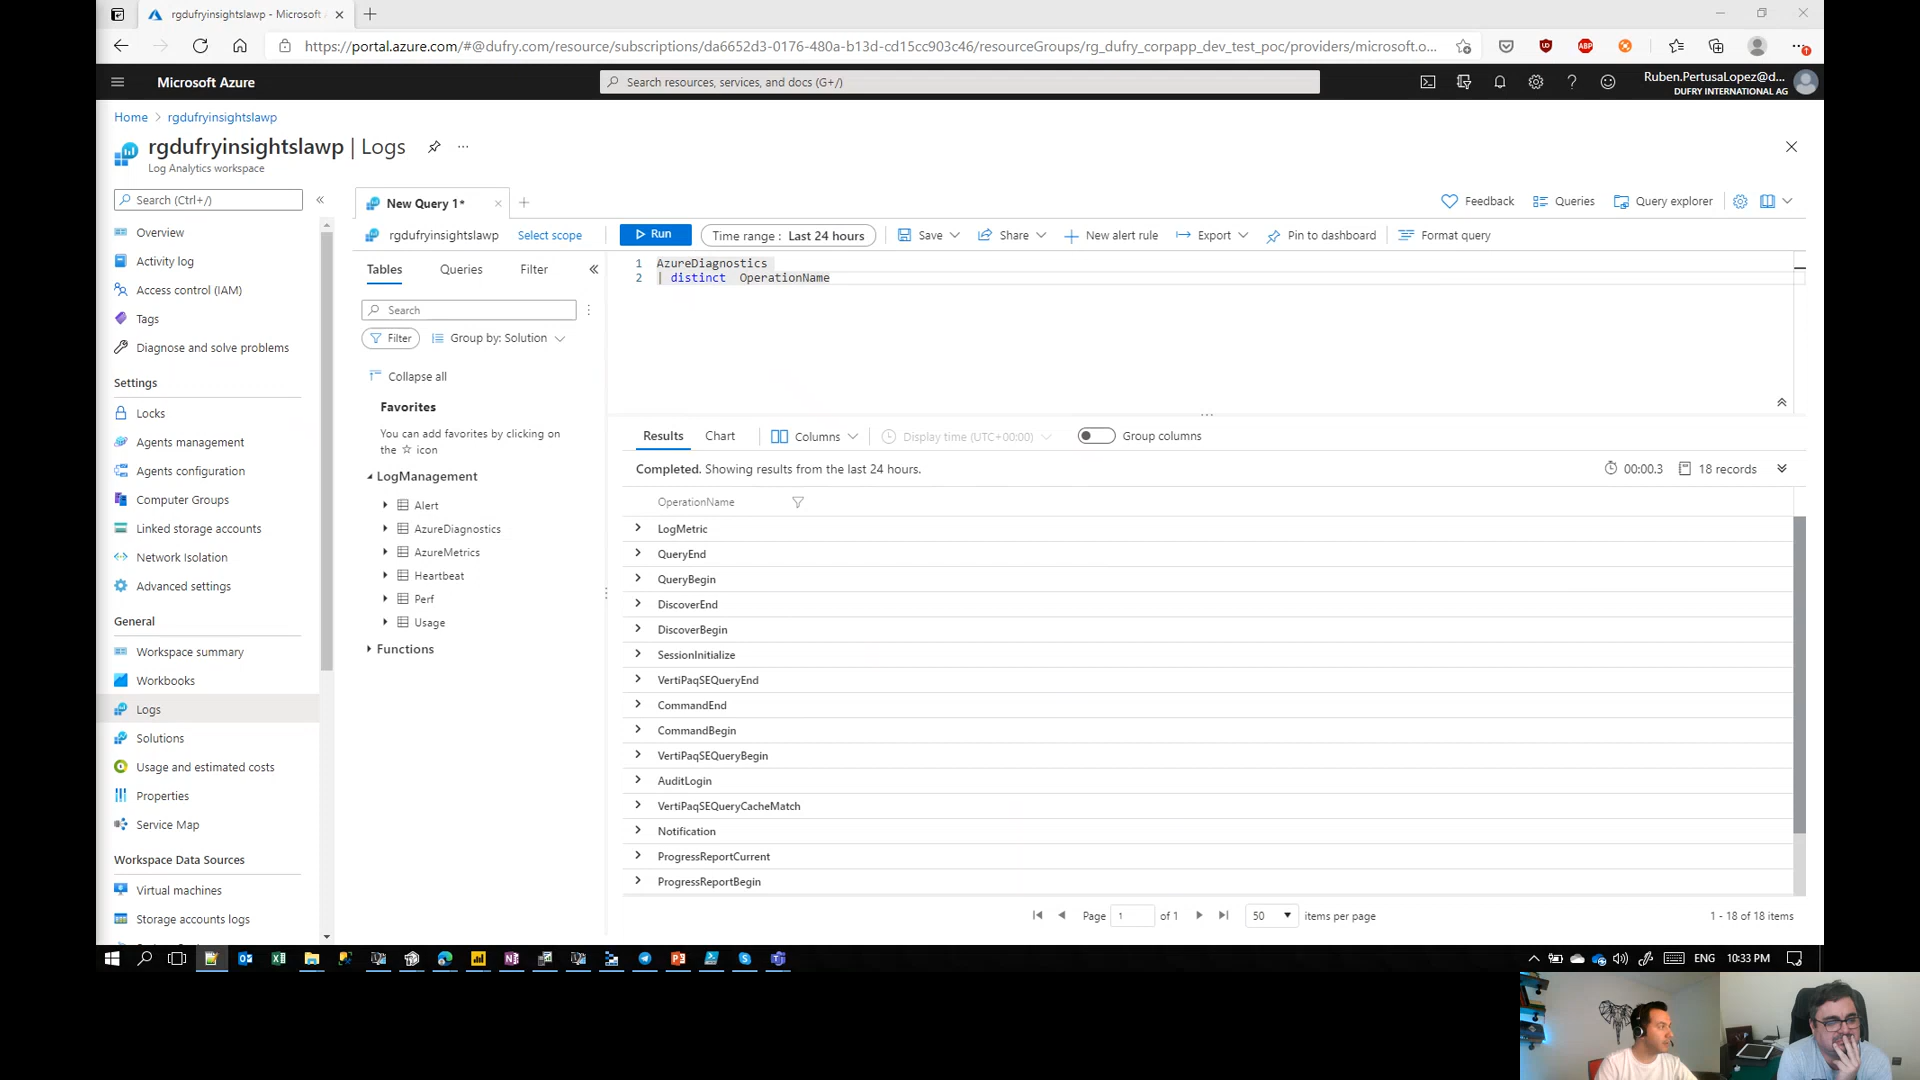 rgdufryinsightslawp - Microsoft A
https://portal.azure.com/#@dufry.com/resource/subscriptions/da6652d3-0176-480a-b13d-cd15cc903c46/resourceGroups/rg_dufry_corpapp_dev_test_poc/providers/microsoft.o...
Microsoft Azure
Search resources, services, and docs (G+/)
Ruben.PertusaLopez@d...
DUFRY INTERNATIONAL AG
Home > rgdufryinsightslawp
rgdufryinsightslawp | Logs
Log Analytics workspace
Search (Ctrl+/)
Overview
Activity log
Access control (IAM)
Tags
Diagnose and solve problems
Settings
Locks
Agents management
Agents configuration
Computer Groups
Linked storage accounts
Network Isolation
Advanced settings
General
Workspace summary
Workbooks
Logs
Solutions
Usage and estimated costs
Properties
Service Map
Workspace Data Sources
Virtual machines
Storage accounts logs
New Query 1*
Feedback
Queries
Query explorer
rgdufryinsightslawp
Select scope
Run
Time range : Last 24 hours
Save
Share
New alert rule
Export
Pin to dashboard
Format query
Tables
Queries
Filter
Search
Filter
Group by: Solution
Collapse all
Favorites
You can add favorites by clicking on
the ☆ icon
LogManagement
Alert
AzureDiagnostics
AzureMetrics
Heartbeat
Perf
Usage
Functions
1 AzureDiagnostics
2 | distinct OperationName
Results
Chart
Columns
Display time (UTC+00:00)
Group columns
Completed. Showing results from the last 24 hours.
00:00.3
18 records
OperationName
LogMetric
QueryEnd
QueryBegin
DiscoverEnd
DiscoverBegin
SessionInitialize
VertiPaqSEQueryEnd
CommandEnd
CommandBegin
VertiPaqSEQueryBegin
AuditLogin
VertiPaqSEQueryCacheMatch
Notification
ProgressReportCurrent
ProgressReportBegin
Page 1 of 1
50 items per page
1 - 18 of 18 items
ENG
10:33 PM